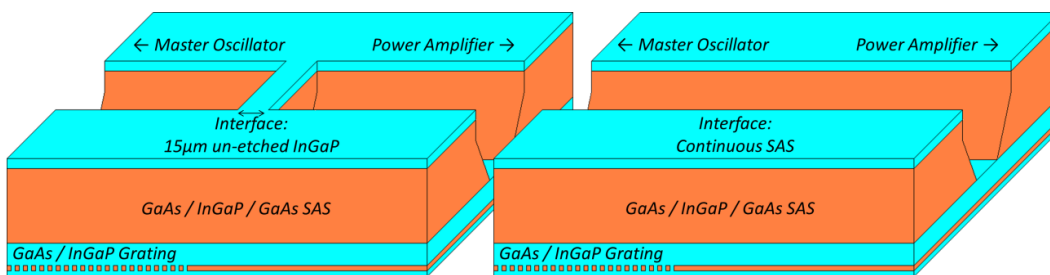 ← Master Oscillator
Power Amplifier →
Interface:
15μm un-etched InGaP
GaAs / InGaP / GaAs SAS
GaAs / InGaP Grating
← Master Oscillator
Power Amplifier →
Interface:
Continuous SAS
GaAs / InGaP / GaAs SAS
GaAs / InGaP Grating